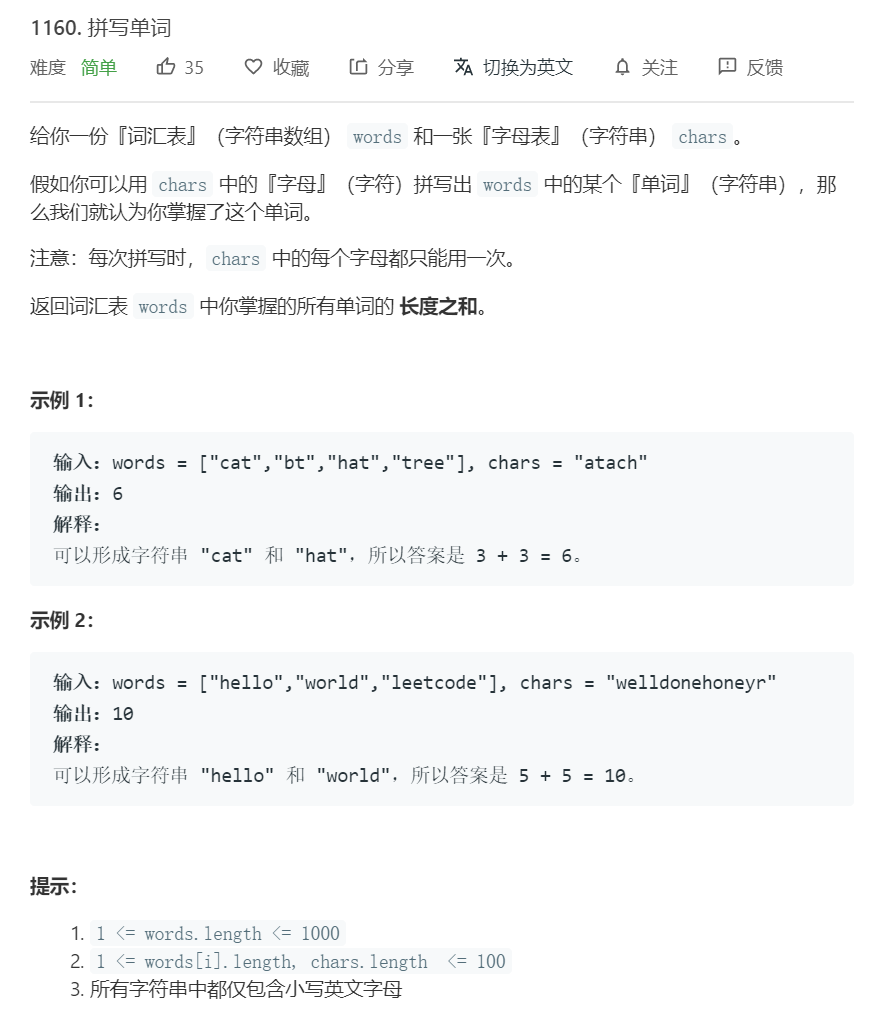 1160. 拼写单词
难度 简单 35 收藏 分享 切换为英文 关注 反馈
给你一份『词汇表』（字符串数组） words 和一张『字母表』（字符串） chars 。
假如你可以用 chars 中的『字母』（字符）拼写出 words 中的某个『单词』（字符串），那
么我们就认为你掌握了这个单词。
注意：每次拼写时， chars 中的每个字母都只能用一次。
返回词汇表 words 中你掌握的所有单词的 长度之和。
示例 1：
输入：words = ["cat","bt","hat","tree"], chars = "atach"
输出：6
解释：
可以形成字符串 "cat" 和 "hat"，所以答案是 3 + 3 = 6。
示例 2：
输入：words = ["hello","world","leetcode"], chars = "welldonehoneyr"
输出：10
解释：
可以形成字符串 "hello" 和 "world"，所以答案是 5 + 5 = 10。
提示：
1. 1 <= words.length <= 1000
2. 1 <= words[i].length, chars.length <= 100
3. 所有字符串中都仅包含小写英文字母